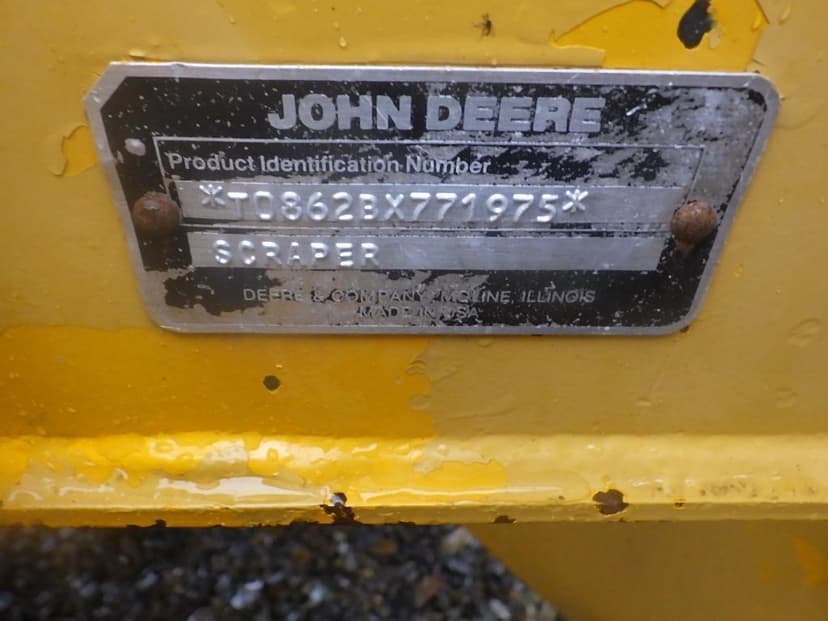 JOHN DEERE
Product Identification Number
*T0862BX771975*
SCRAPER
DEERE & COMPANY MOLINE, ILLINOIS
MADE IN USA